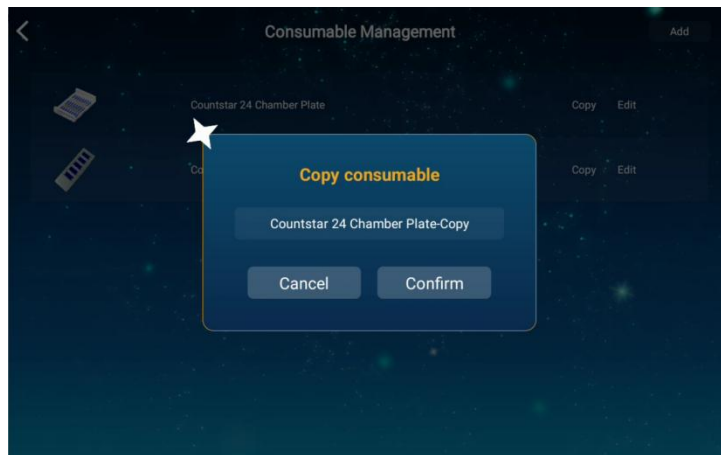 Consumable Management
Add
Countstar 24 Chamber Plate
Copy
Edit
Co
Copy
Edit
Copy consumable
Countstar 24 Chamber Plate-Copy
Cancel
Confirm